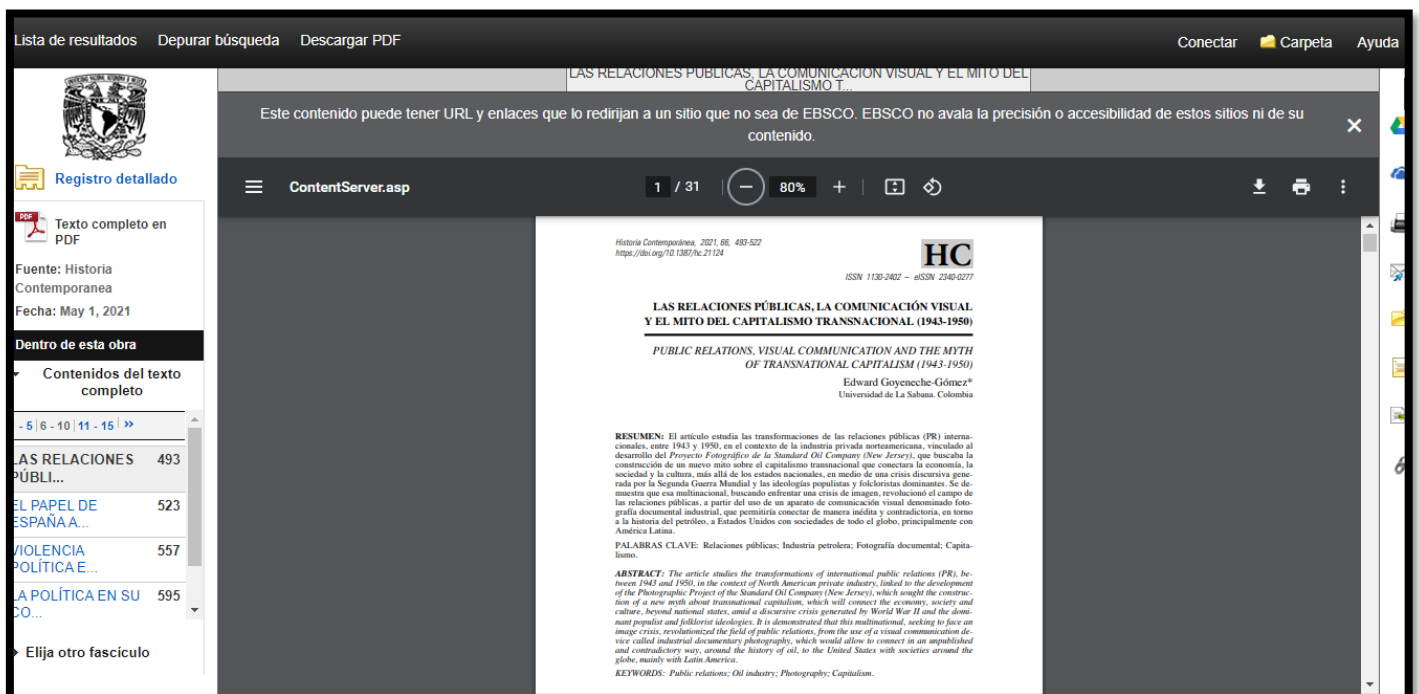 Lista de resultados Depurar búsqueda Descargar PDF Conectar Carpeta Ayuda
LAS RELACIONES PÚBLICAS, LA COMUNICACIÓN VISUAL Y EL MITO DEL
CAPITALISMO T...
Este contenido puede tener URL y enlaces que lo redirijan a un sitio que no sea de EBSCO. EBSCO no avala la precisión o accesibilidad de estos sitios ni de su
contenido.
Registro detallado
PDF
Texto completo en
PDF
Fuente: Historia
Contemporanea
Fecha: May 1, 2021
Dentro de esta obra
Contenidos del texto
completo
- 5 | 6 - 10 | 11 - 15 | »
LAS RELACIONES 493
PÚBLI...
EL PAPEL DE 523
ESPAÑA A...
VIOLENCIA 557
POLÍTICA E...
LA POLÍTICA EN SU 595
CO...
Elija otro fascículo
ContentServer.asp 1 / 31 80%
Historia Contemporánea, 2021, 66, 493-522
https://doi.org/10.1387/hc.21124
HC
ISSN 1130-2402 – eISSN 2340-0277
LAS RELACIONES PÚBLICAS, LA COMUNICACIÓN VISUAL
Y EL MITO DEL CAPITALISMO TRANSNACIONAL (1943-1950)
PUBLIC RELATIONS, VISUAL COMMUNICATION AND THE MYTH
OF TRANSNATIONAL CAPITALISM (1943-1950)
Edward Goyeneche-Gómez*
Universidad de La Sabana. Colombia
RESUMEN: El artículo estudia las transformaciones de las relaciones públicas (PR) interna-
cionales, entre 1943 y 1950, en el contexto de la industria privada norteamericana, vinculado al
desarrollo del Proyecto Fotográfico de la Standard Oil Company (New Jersey), que buscaba la
construcción de un nuevo mito sobre el capitalismo transnacional que conectara la economía, la
sociedad y la cultura, más allá de los estados nacionales, en medio de una crisis discursiva gene-
rada por la Segunda Guerra Mundial y las ideologías populistas y folcloristas dominantes. Se de-
muestra que esa multinacional, buscando enfrentar una crisis de imagen, revolucionó el campo de
las relaciones públicas, a partir del uso de un aparato de comunicación visual denominado foto-
grafía documental industrial, que permitiría conectar de manera inédita y contradictoria, en torno
a la historia del petróleo, a Estados Unidos con sociedades de todo el globo, principalmente con
América Latina.
PALABRAS CLAVE: Relaciones públicas; Industria petrolera; Fotografía documental; Capita-
lismo.
ABSTRACT: The article studies the transformations of international public relations (PR), be-
tween 1943 and 1950, in the context of North American private industry, linked to the development
of the Photographic Project of the Standard Oil Company (New Jersey), which sought the construc-
tion of a new myth about transnational capitalism, which will connect the economy, society and
culture, beyond national states, amid a discursive crisis generated by World War II and the domi-
nant populist and folklorist ideologies. It is demonstrated that this multinational, seeking to face an
image crisis, revolutionized the field of public relations, from the use of a visual communication de-
vice called industrial documentary photography, which would allow to connect in an unpublished
and contradictory way, around the history of oil, to the United States with societies around the
globe, mainly with Latin America.
KEYWORDS: Public relations; Oil industry; Photography; Capitalism.